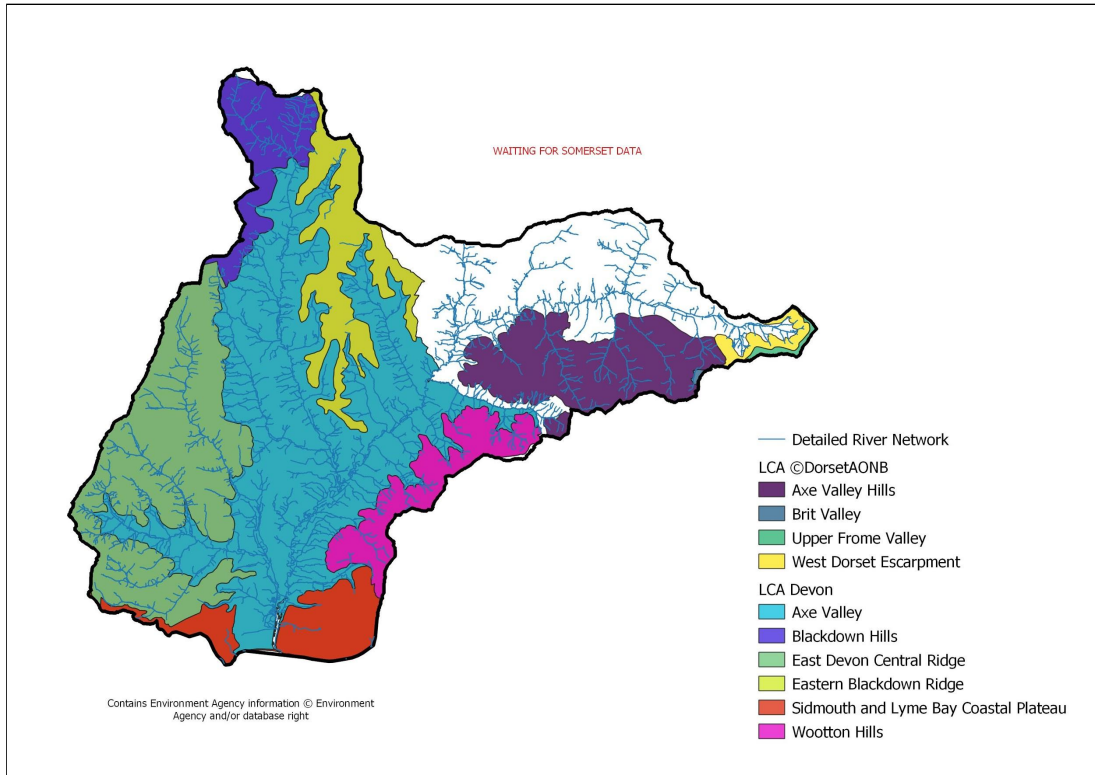 WAITING FOR SOMERSET DATA
Detailed River Network
LCA ©DorsetAONB
Axe Valley Hills
Brit Valley
Upper Frome Valley
West Dorset Escarpment
LCA Devon
Axe Valley
Blackdown Hills
East Devon Central Ridge
Eastern Blackdown Ridge
Sidmouth and Lyme Bay Coastal Plateau
Wootton Hills
Contains Environment Agency information © Environment
Agency and/or database right